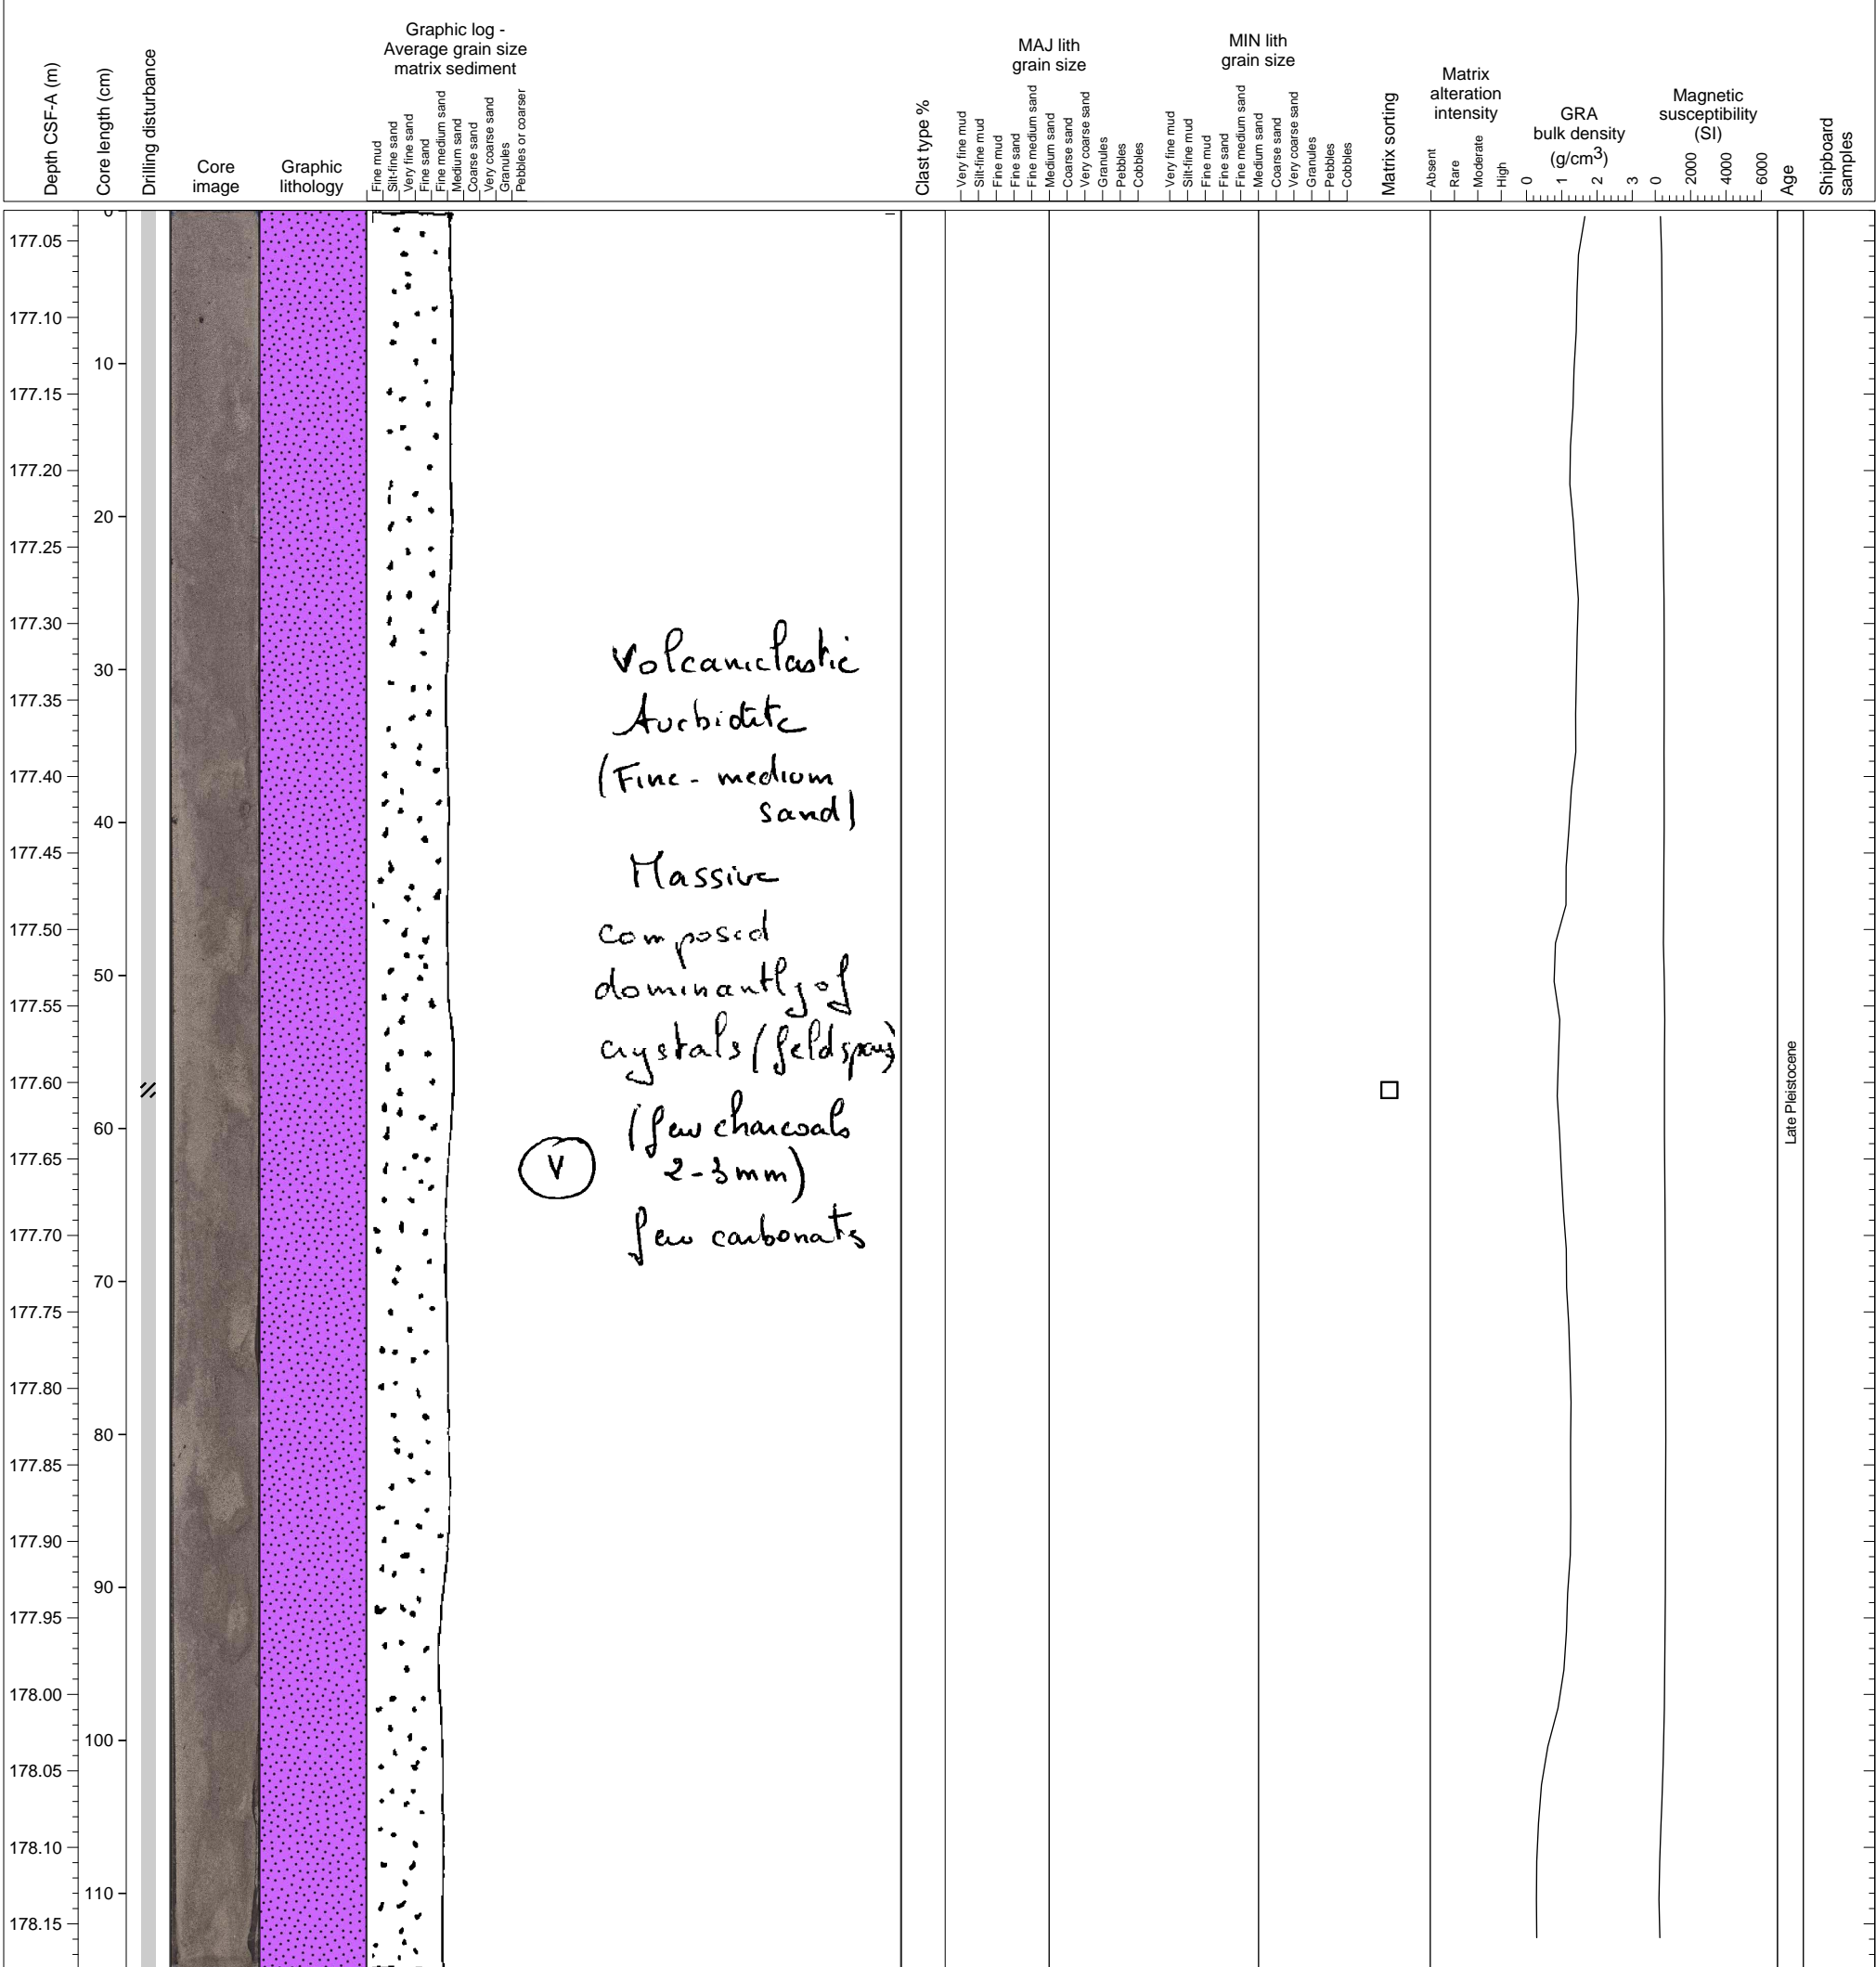 Graphic log -
Average grain size
matrix sediment
MAJ lith
grain size
MIN lith
grain size
Matrix
alteration
intensity
GRA
bulk density
(g/cm3)
Magnetic
susceptibility
(SI)
Depth CSF-A (m)
Core length (cm)
Drilling disturbance
Core
image
Graphic
lithology
Fine mud
Silt-fine sand
Very fine sand
Fine sand
Fine medium sand
Medium sand
Coarse sand
Very coarse sand
Granules
Pebbles or coarser
Clast type %
Very fine mud
Silt-fine mud
Fine mud
Fine sand
Fine medium sand
Medium sand
Coarse sand
Very coarse sand
Granules
Pebbles
Cobbles
Very fine mud
Silt-fine mud
Fine mud
Fine sand
Fine medium sand
Medium sand
Coarse sand
Very coarse sand
Granules
Pebbles
Cobbles
Matrix sorting
Absent
Rare
Moderate
High
0 1 2 3
0 2000 4000 6000
Age
Shipboard
samples
0
177.05
177.10
10
177.15
177.20
20
177.25
177.30
30
177.35
177.40
40
177.45
177.50
50
177.55
177.60
60
177.65
177.70
70
177.75
177.80
80
177.85
177.90
90
177.95
178.00
100
178.05
178.10
110
178.15
Volcaniclastic
(Fine-medium
sand)
Massive
composed
dominantly of
crystals (feldspars)
(few charcoals
2-3mm)
few carbonats
V
Late Pleistocene